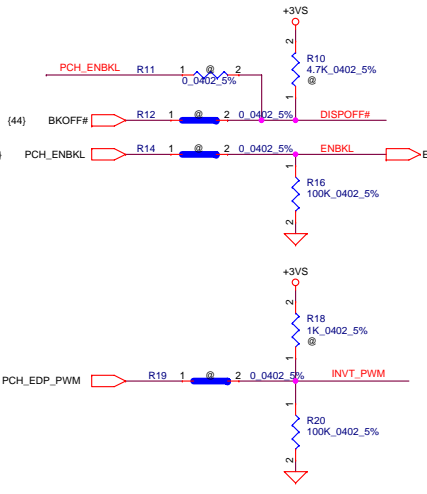 +3VS
2
R10
4.7K_0402_5%
@
1
PCH_ENBKL R11 1 @ 2
0_0402_5%
{44} BKOFF# R12 1 @ 2 0_0402_5% DISPOFF#
} PCH_ENBKL R14 1 @ 2 0_0402_5% ENBKL E
1
R16
100K_0402_5%
2
+3VS
2
R18
1K_0402_5%
@
1
PCH_EDP_PWM R19 1 @ 2 0_0402_5% INVT_PWM
1
R20
100K_0402_5%
2